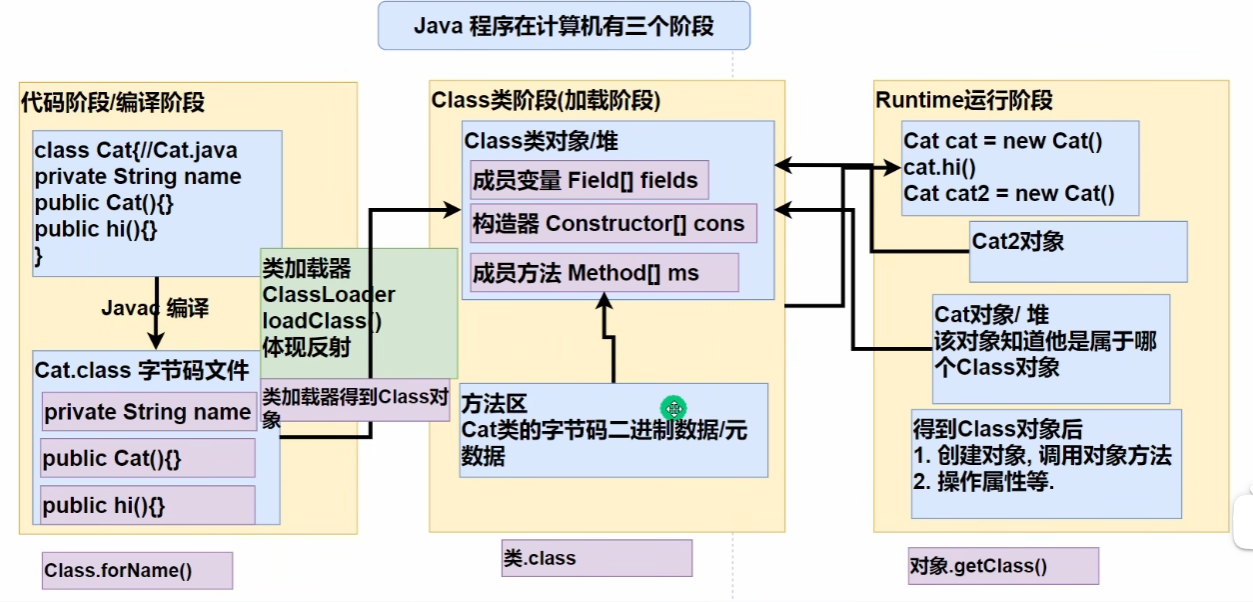 Java 程序在计算机有三个阶段
代码阶段/编译阶段
class Cat{//Cat.java
private String name
public Cat(){}
public hi(){}
}
Javac 编译
Cat.class 字节码文件
private String name
public Cat(){}
public hi(){}
Class.forName()
类加载器
ClassLoader
loadClass()
体现反射
类加载器得到Class对
象
Class类阶段(加载阶段)
Class类对象/堆
成员变量 Field[] fields
构造器 Constructor[] cons
成员方法 Method[] ms
方法区
Cat类的字节码二进制数据/元
数据
类.class
Runtime运行阶段
Cat cat = new Cat()
cat.hi()
Cat cat2 = new Cat()
Cat2对象
Cat对象/ 堆
该对象知道他是属于哪
个Class对象
得到Class对象后
1. 创建对象, 调用对象方法
2. 操作属性等.
对象.getClass()